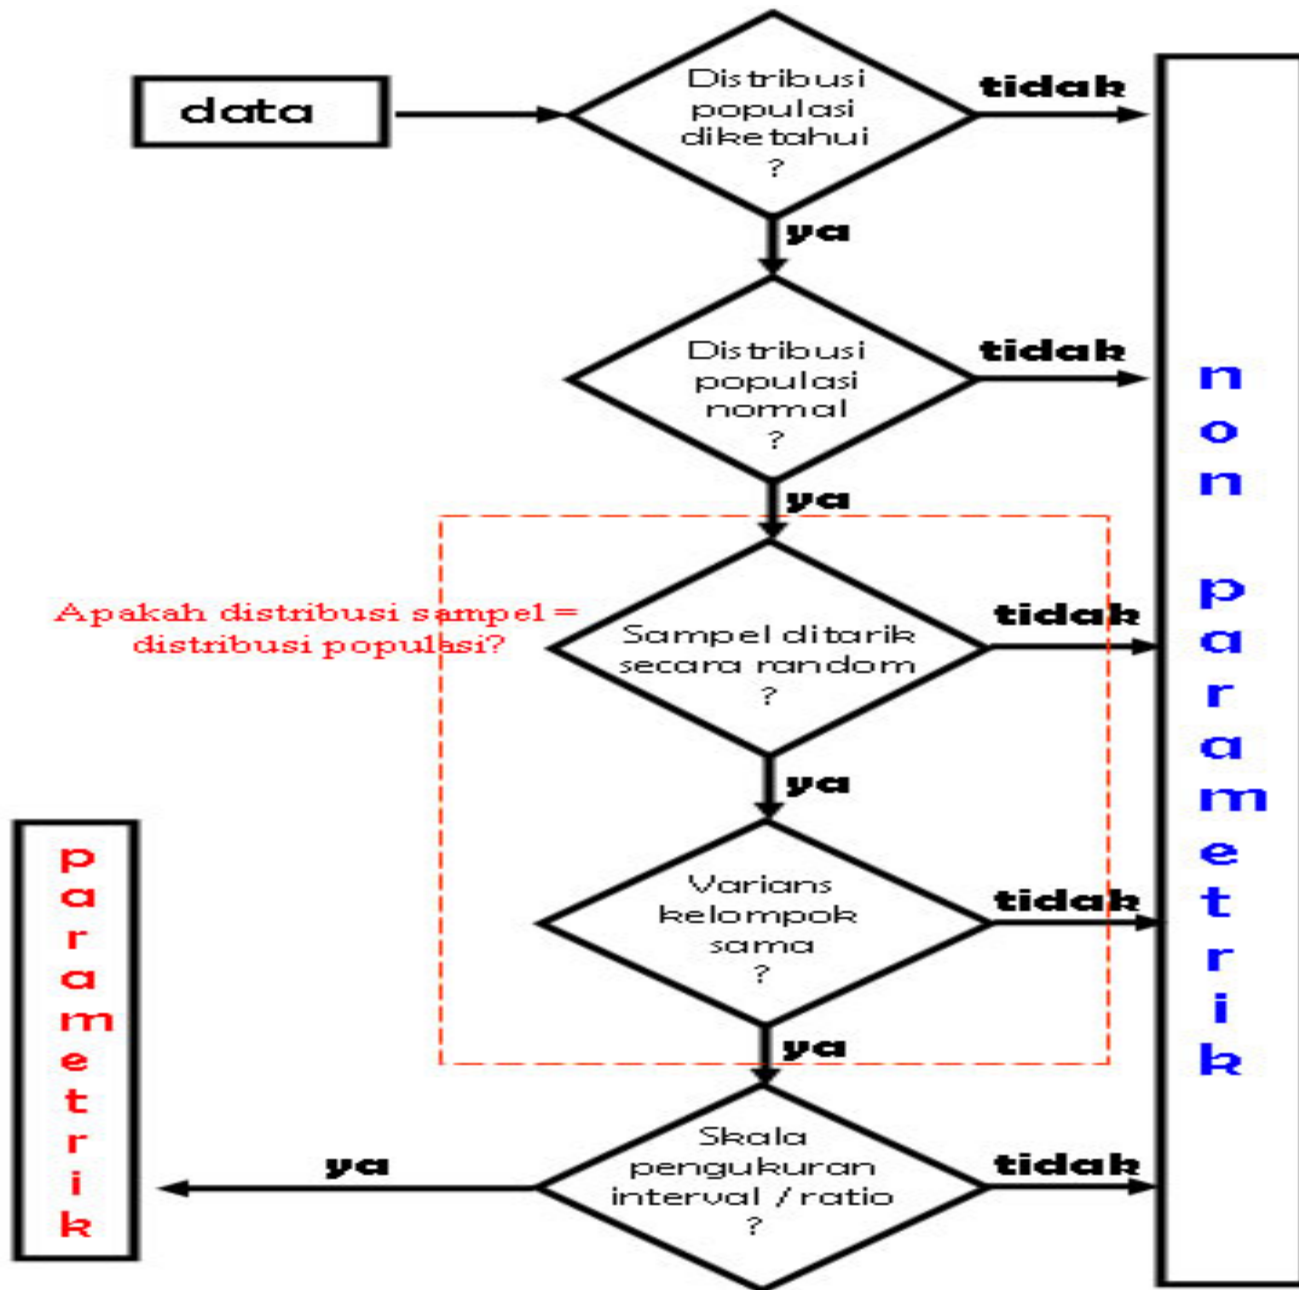 data
Distribusi
populasi
diketahui
?
tidak
ya
Distribusi
populasi
normal
?
tidak
ya
Apakah distribusi sampel =
distribusi populasi?
Sampel ditarik
secara random
?
tidak
ya
Varians
kelompok
sama
?
tidak
ya
Skala
pengukuran
interval / ratio
?
tidak
ya
parametrik
non parametrik